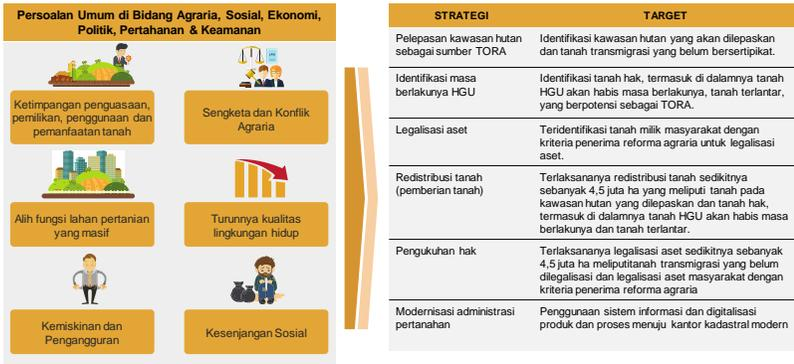 Persoalan Umum di Bidang Agraria, Sosial, Ekonomi,
Politik, Pertahanan & Keamanan
Ketimpangan penguasaan,
pemilikan, penggunaan dan
pemanfaatan tanah
Sengketa dan Konflik
Agraria
Alih fungsi lahan pertanian
yang masif
Turunnya kualitas
lingkungan hidup
Kemiskinan dan
Pengangguran
Kesenjangan Sosial
STRATEGI
TARGET
Pelepasan kawasan hutan
sebagai sumber TORA
Identifikasi kawasan hutan yang akan dilepaskan
dan tanah transmigrasi yang belum bersertipikat.
Identifikasi masa
berlakunya HGU
Identifikasi tanah hak, termasuk di dalamnya tanah
HGU akan habis masa berlakunya, tanah terlantar,
yang berpotensi sebagai TORA.
Legalisasi aset
Teridentifikasi tanah milik masyarakat dengan
kriteria penerima reforma agraria untuk legalisasi
aset.
Redistribusi tanah
(pemberian tanah)
Terlaksananya redistribusi tanah sedikitnya
sebanyak 4,5 juta ha yang meliputi tanah pada
kawasan hutan yang dilepaskan dan tanah hak,
termasuk di dalamnya tanah HGU akan habis masa
berlakunya dan tanah terlantar.
Pengukuhan hak
Terlaksananya legalisasi aset sedikitnya sebanyak
4,5 juta ha meliputitanah transmigrasi yang belum
dilegalisasi dan legalisasi aset masyarakat dengan
kriteria penerima reforma agraria
Modernisasi administrasi
pertanahan
Penggunaan sistem informasi dan digitalisasi
produk dan proses menuju kantor kadastral modern